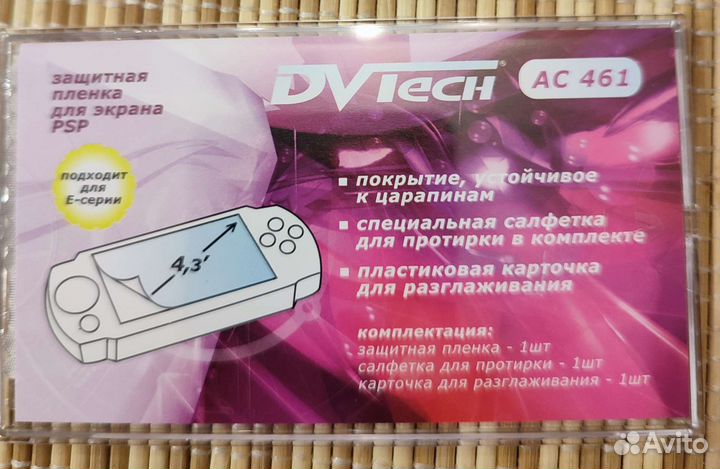 защитная
пленка
для экрана
PSP
DVTech®
AC 461
подходит
для
Е-серии
4,3'
покрытие, устойчивое
к царапинам
специальная салфетка
для протирки в комплекте
пластиковая карточка
для разглаживания
комплектация:
защитная пленка - 1шт
салфетка для протирки - 1шт
карточка для разглаживания - 1шт
Avito